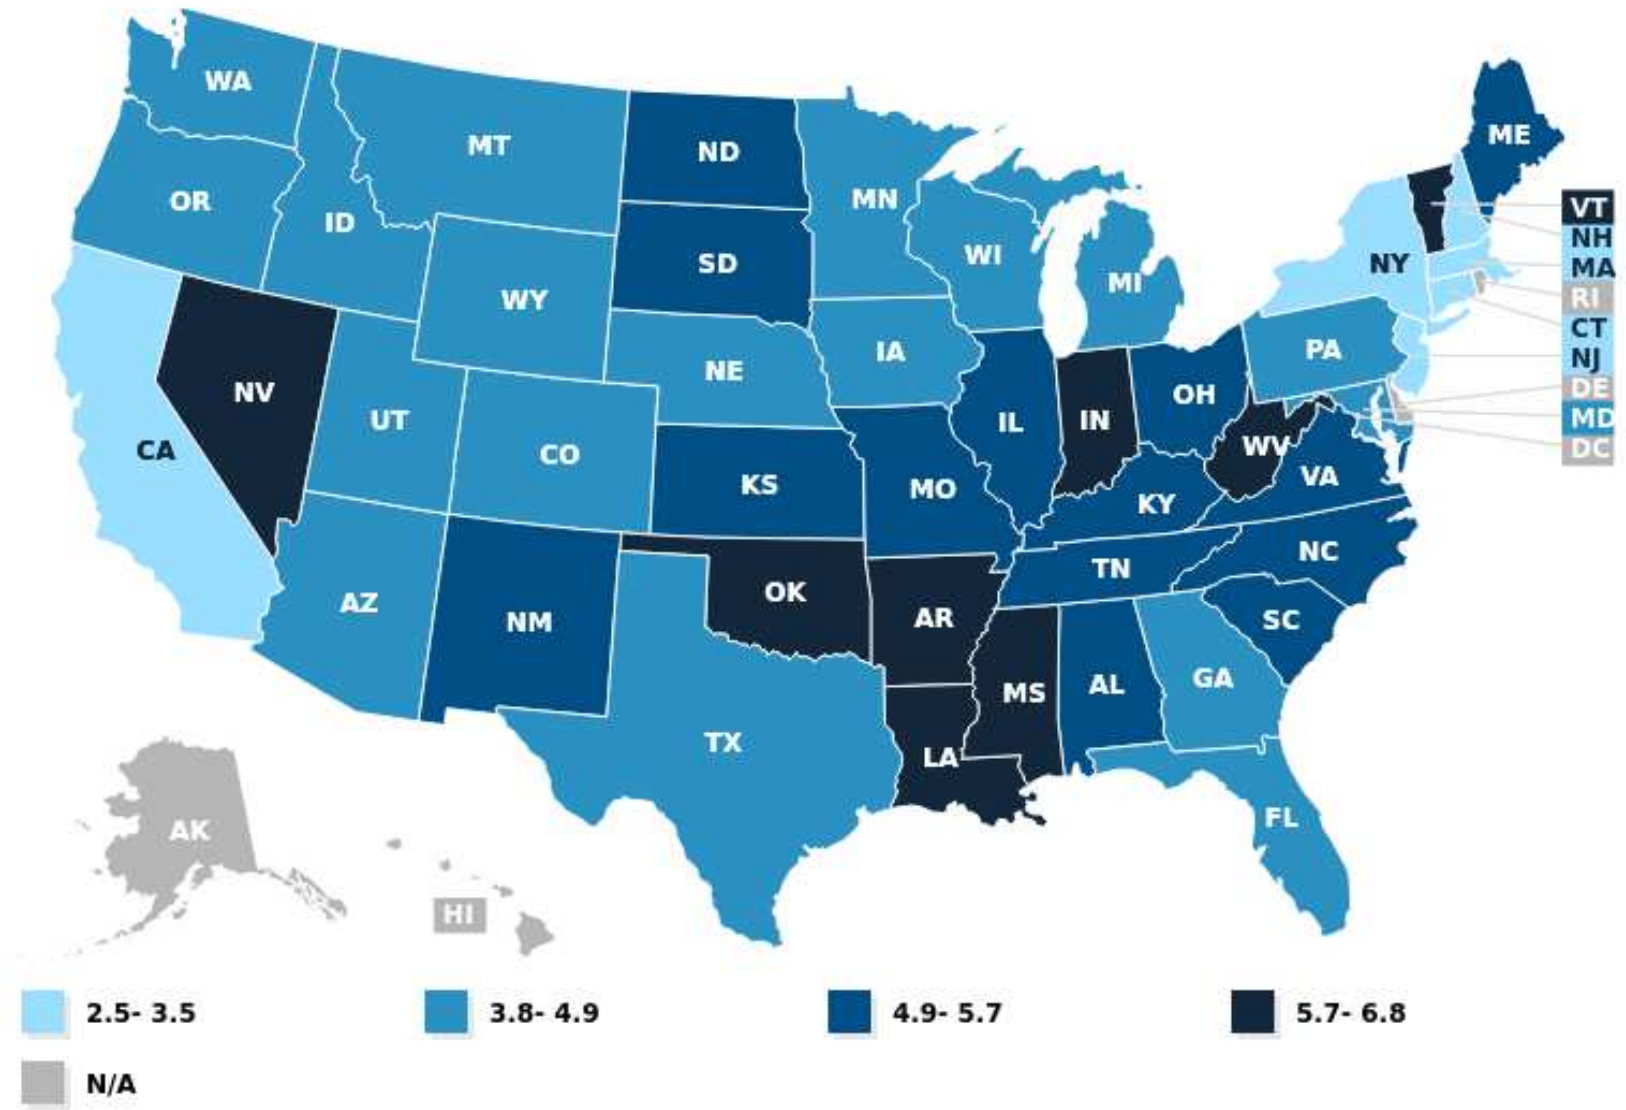 WA
MT
ND
MN
ME
OR
ID
SD
WI
MI
NY
VT
NH
MA
RI
CT
NJ
DE
MD
DC
WY
NE
IA
PA
NV
UT
CO
CA
KS
MO
IL
IN
OH
WV
VA
KY
NC
TN
AZ
NM
OK
AR
SC
MS
AL
GA
TX
LA
FL
AK
HI
2.5- 3.5
3.8- 4.9
4.9- 5.7
5.7- 6.8
N/A